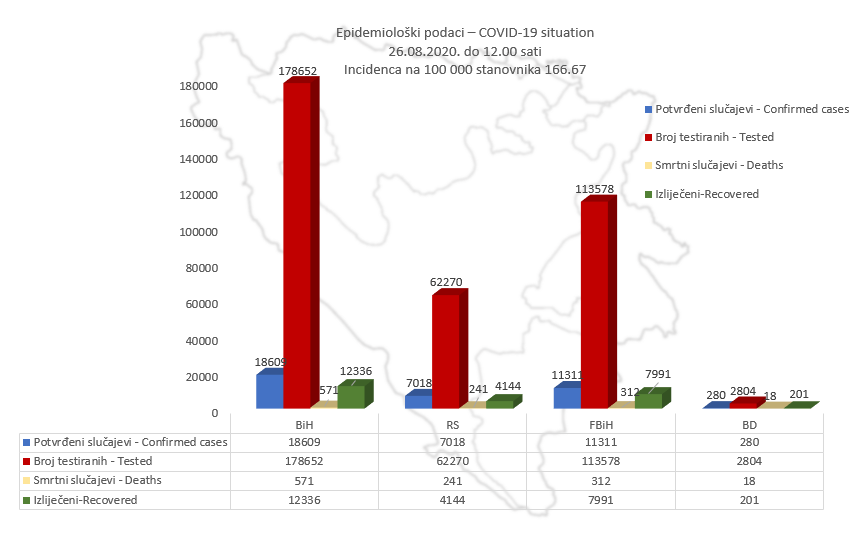 Epidemiološki podaci – COVID-19 situation
26.08.2020. do 12.00 sati
Incidenca na 100 000 stanovnika 166.67
178652
180000
160000
140000
120000
100000
80000
60000
40000
20000
0
Potvrđeni slučajevi - Confirmed cases
Broj testiranih - Tested
Smrtni slučajevi - Deaths
Izliječeni-Recovered
113578
62270
18609
571
12336
7018
241
4144
11311
312
7991
280
2804
18
201
BiH RS FBiH BD
Potvrđeni slučajevi - Confirmed cases 18609 7018 11311 280
Broj testiranih - Tested 178652 62270 113578 2804
Smrtni slučajevi - Deaths 571 241 312 18
Izliječeni-Recovered 12336 4144 7991 201